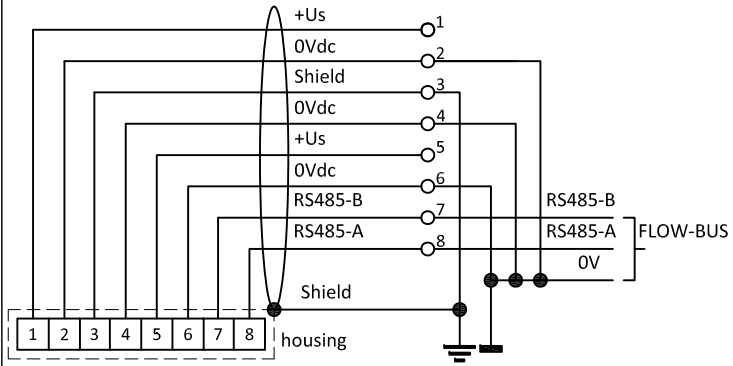 +Us 1
0Vdc 2
Shield 3
0Vdc 4
+Us 5
0Vdc 6
RS485-B 7 RS485-B
RS485-A 8 RS485-A FLOW-BUS
0V
Shield
1 2 3 4 5 6 7 8 housing